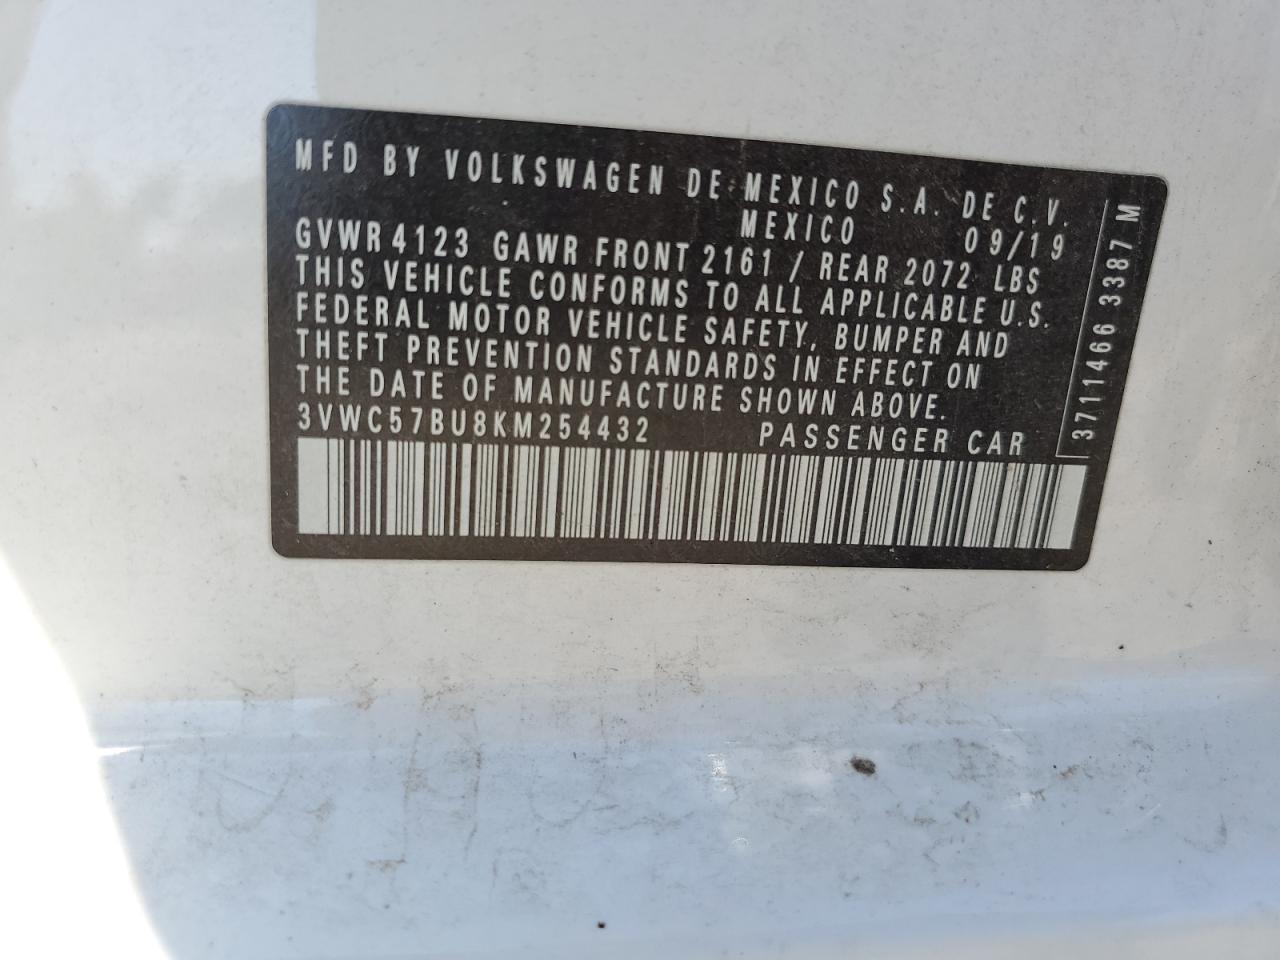 MFD BY VOLKSWAGEN DE MEXICO S.A. DE C.V.
MEXICO 09/19
GVWR 4123 GAWR FRONT 2161 / REAR 2072 LBS
THIS VEHICLE CONFORMS TO ALL APPLICABLE U.S.
FEDERAL MOTOR VEHICLE SAFETY, BUMPER AND
THEFT PREVENTION STANDARDS IN EFFECT ON
THE DATE OF MANUFACTURE SHOWN ABOVE.
3VWC57BU8KM254432 PASSENGER CAR
3711466 3387 M